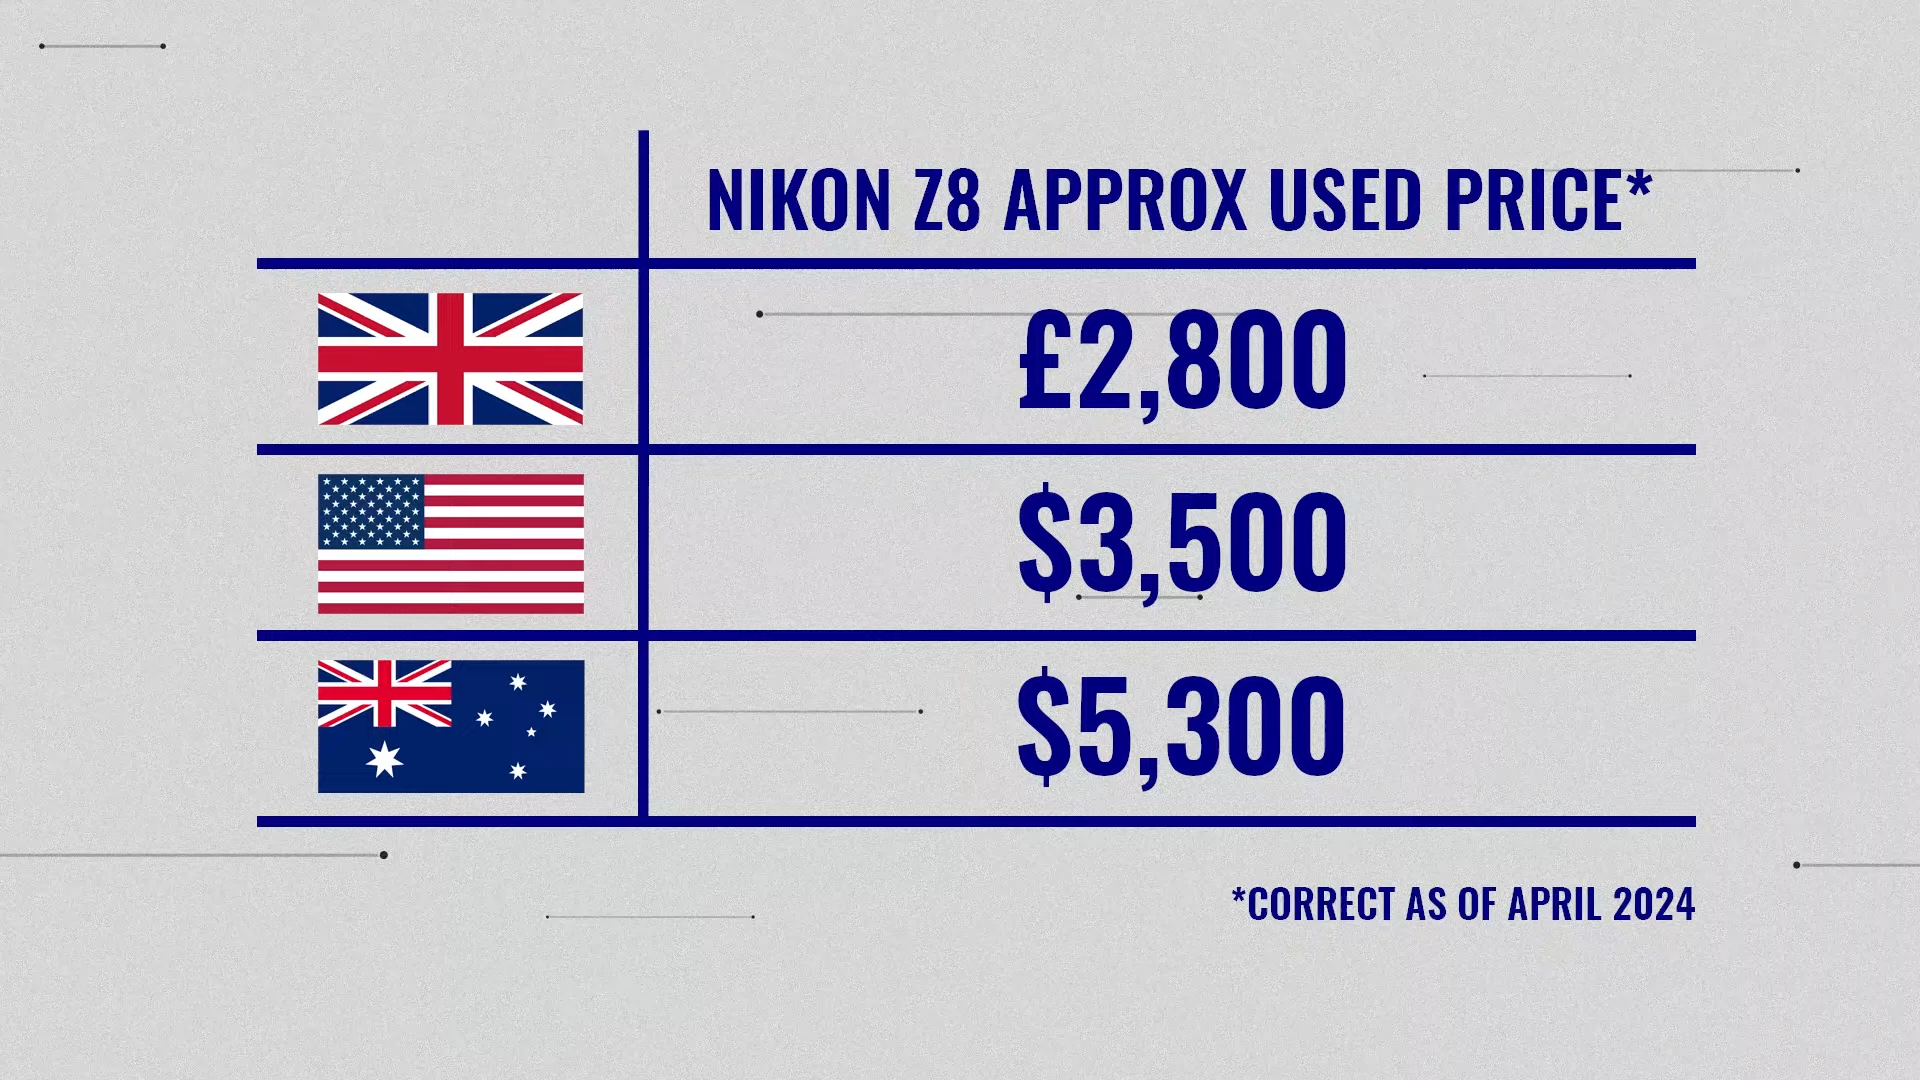 NIKON Z8 APPROX USED PRICE*
£2,800
$3,500
$5,300
*CORRECT AS OF APRIL 2024